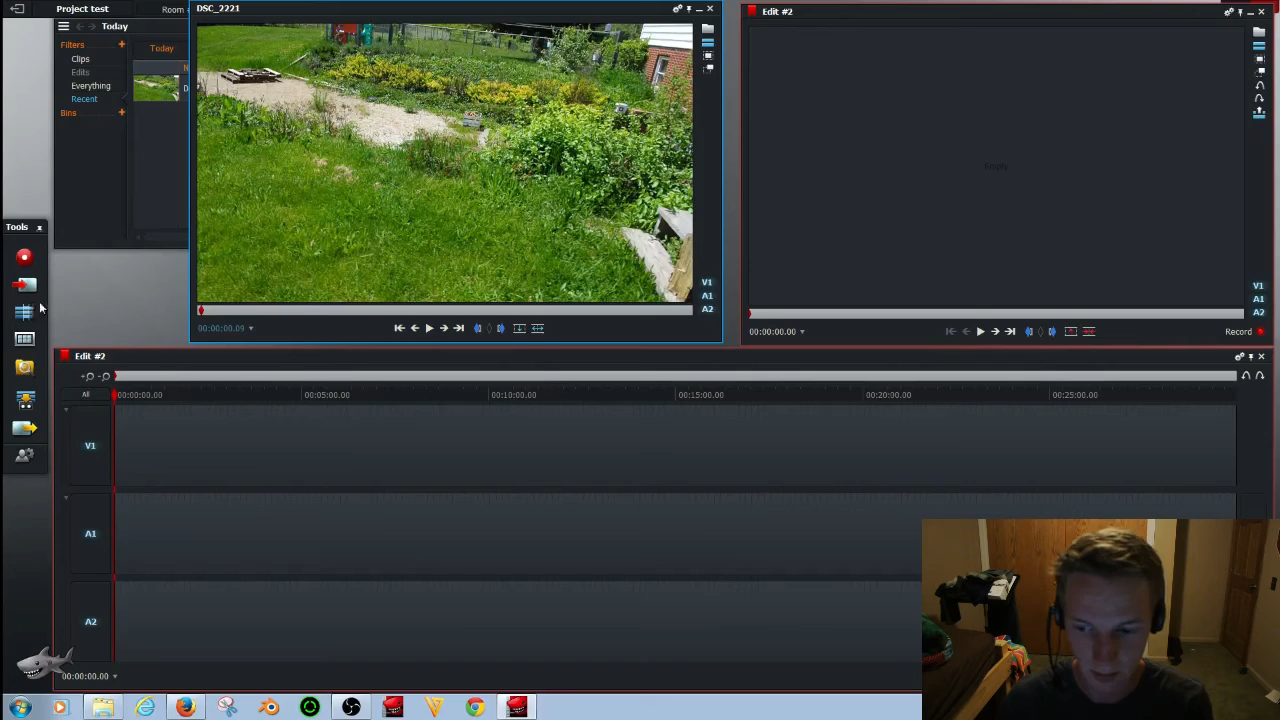 Project test
Room
Today
Filters +
Clips
Edits
Everything
Recent
Bins +
Today
N
D
DSC_2221
V1
A1
A2
00:00:00.09
Edit #2
Empty
V1
A1
A2
00:00:00.00
Record
Tools
Edit #2
All
00:00:00.00 00:05:00.00 00:10:00.00 00:15:00.00 00:20:00.00 00:25:00.00
V1
A1
A2
00:00:00.00